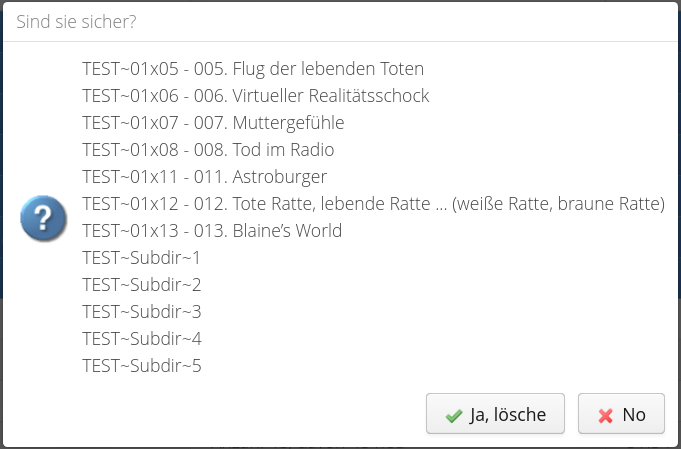 Sind sie sicher?
TEST~01x05 - 005. Flug der lebenden Toten
TEST~01x06 - 006. Virtueller Realitätsschock
TEST~01x07 - 007. Muttergefühle
TEST~01x08 - 008. Tod im Radio
TEST~01x11 - 011. Astroburger
TEST~01x12 - 012. Tote Ratte, lebende Ratte ... (weiße Ratte, braune Ratte)
TEST~01x13 - 013. Blaine’s World
TEST~Subdir~1
TEST~Subdir~2
TEST~Subdir~3
TEST~Subdir~4
TEST~Subdir~5
Ja, lösche
No